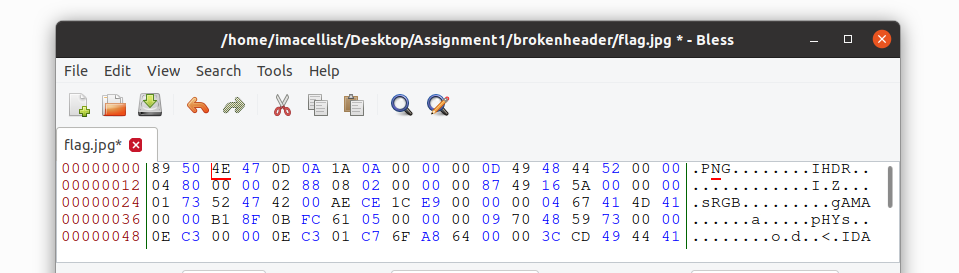 /home/imacellist/Desktop/Assignment1/brokenheader/flag.jpg * - Bless
File Edit View Search Tools Help
flag.jpg*
00000000 89 50 4E 47 0D 0A 1A 0A 00 00 00 0D 49 48 44 52 00 00 .PNG........IHDR..
00000012 04 80 00 00 02 88 08 02 00 00 00 87 49 16 5A 00 00 00 ............I.Z...
00000024 01 73 52 47 42 00 AE CE 1C E9 00 00 00 04 67 41 4D 41 .sRGB.........gAMA
00000036 00 00 B1 8F 0B FC 61 05 00 00 00 09 70 48 59 73 00 00 ......a.....pHYs..
00000048 0E C3 00 00 0E C3 01 C7 6F A8 64 00 00 3C CD 49 44 41 ........o.d..<.IDA